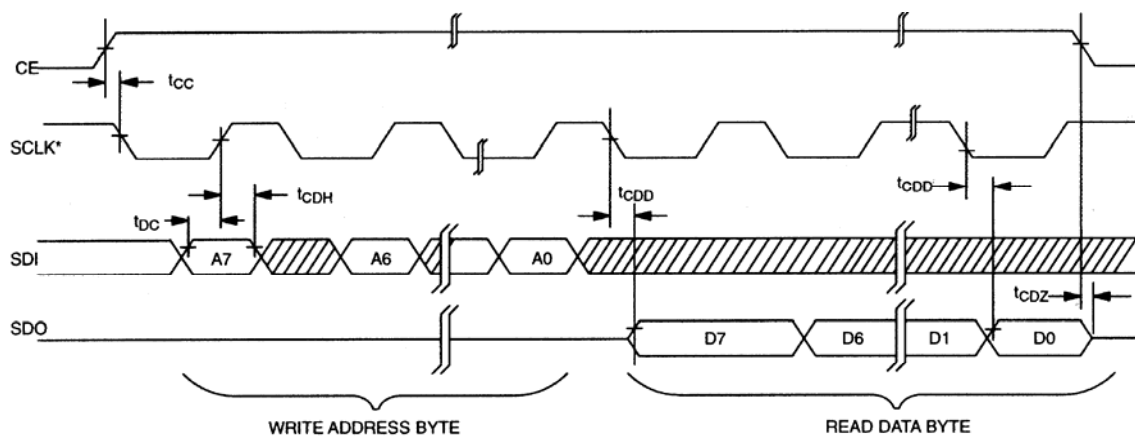 CE
tCC
SCLK*
tCDH
tCDD
tCDD
tDC
SDI
A7
A6
A0
tCDZ
SDO
D7
D6
D1
D0
WRITE ADDRESS BYTE
READ DATA BYTE